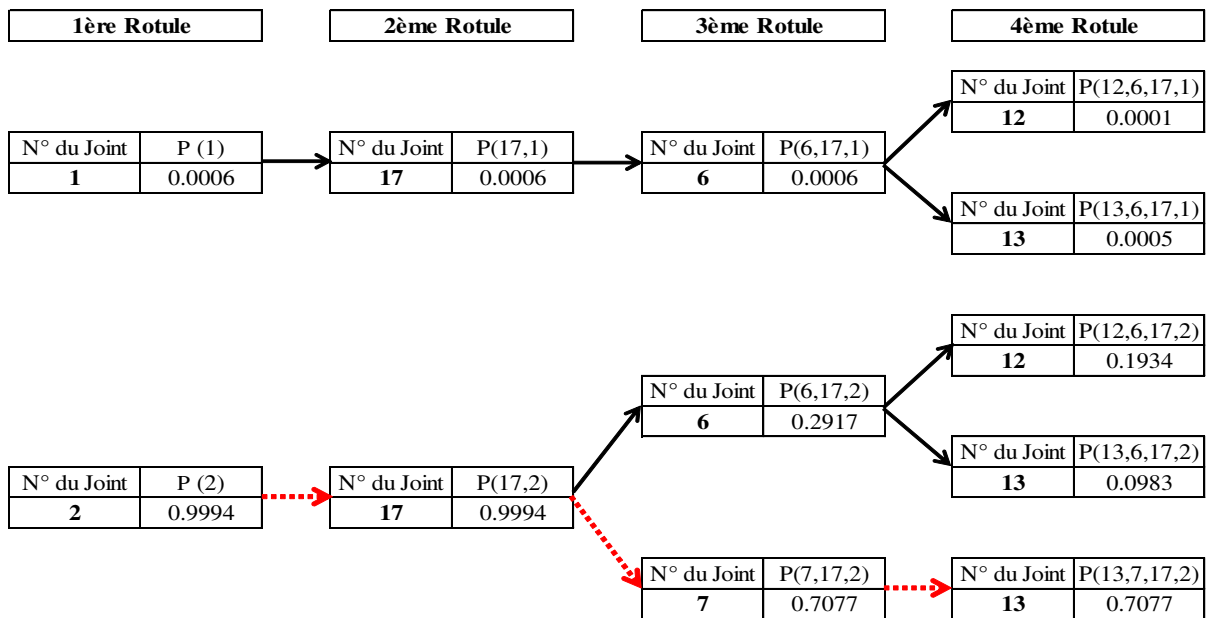 1ère Rotule 2ème Rotule 3ème Rotule 4ème Rotule
N° du Joint P(12,6,17,1)
12 0.0001
N° du Joint P (1) N° du Joint P(17,1) N° du Joint P(6,17,1)
1 0.0006 17 0.0006 6 0.0006
N° du Joint P(13,6,17,1)
13 0.0005
N° du Joint P(12,6,17,2)
12 0.1934
N° du Joint P(6,17,2)
6 0.2917
N° du Joint P(13,6,17,2)
13 0.0983
N° du Joint P (2) N° du Joint P(17,2)
2 0.9994 17 0.9994
N° du Joint P(7,17,2) N° du Joint P(13,7,17,2)
7 0.7077 13 0.7077